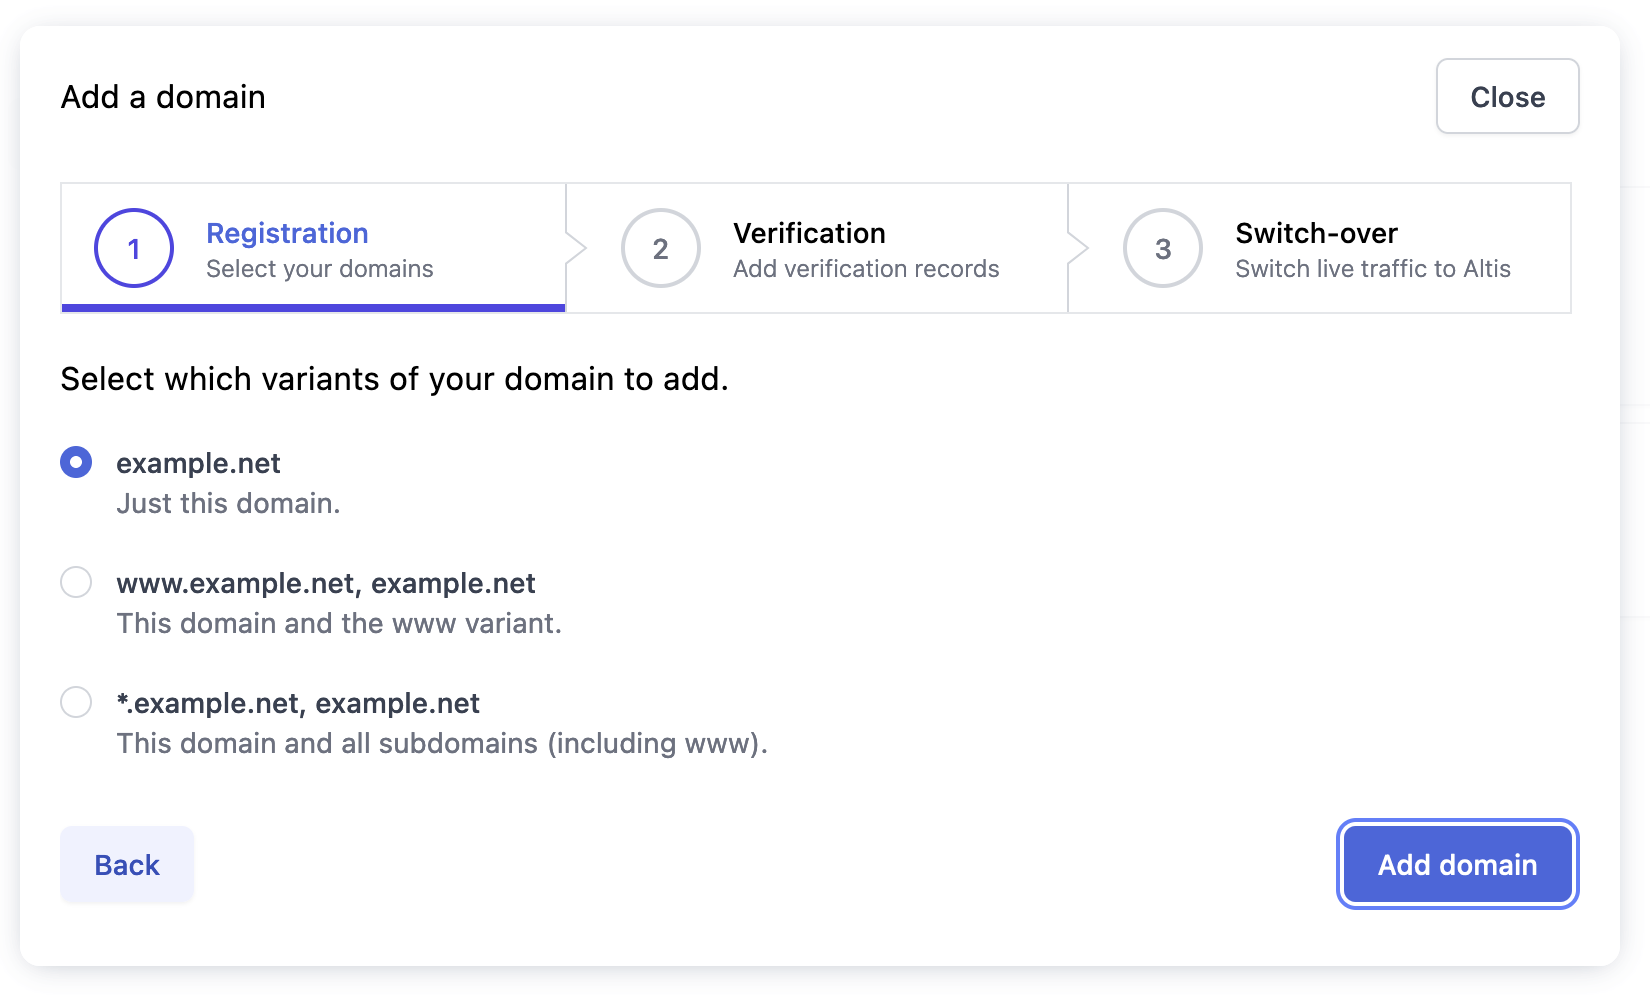 Add a domain
Close
1
Registration
Select your domains
2
Verification
Add verification records
3
Switch-over
Switch live traffic to Altis
Select which variants of your domain to add.
example.net
Just this domain.
www.example.net, example.net
This domain and the www variant.
*.example.net, example.net
This domain and all subdomains (including www).
Back
Add domain